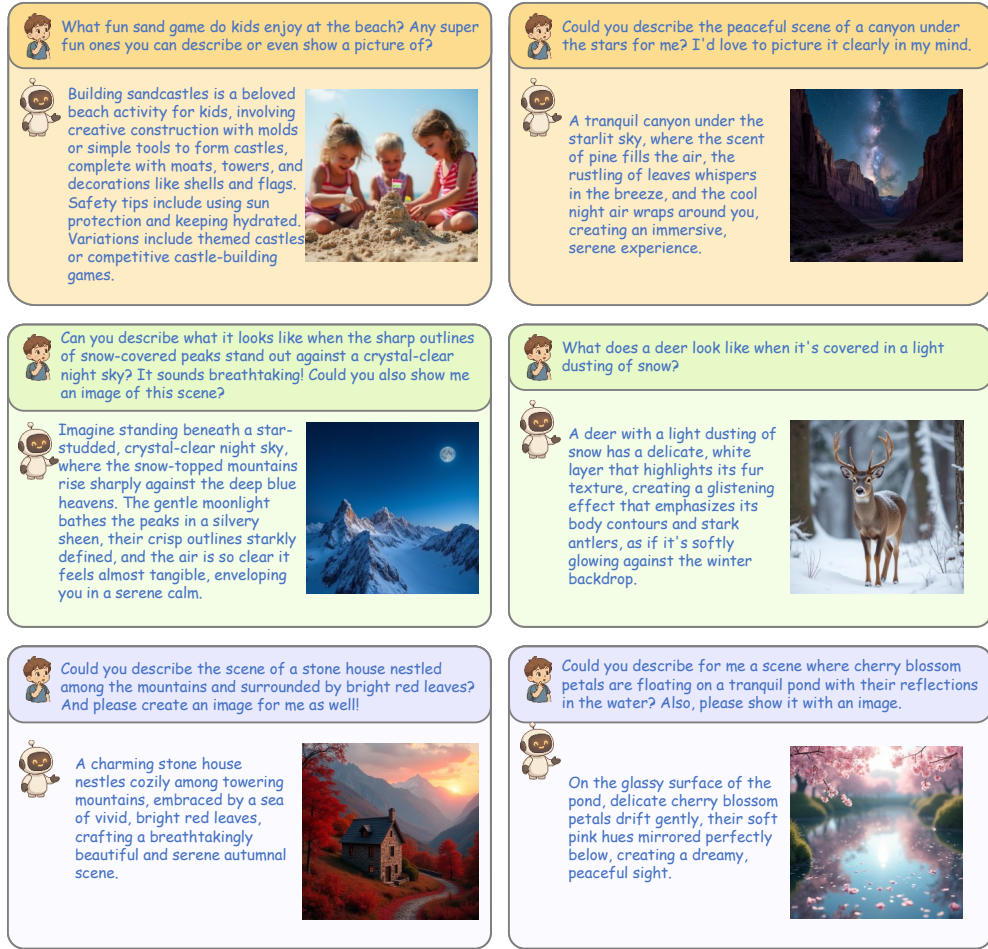 What fun sand game do kids enjoy at the beach? Any super
fun ones you can describe or even show a picture of?
Building sandcastles is a beloved
beach activity for kids, involving
creative construction with molds
or simple tools to form castles,
complete with moats, towers, and
decorations like shells and flags.
Safety tips include using sun
protection and keeping hydrated.
Variations include themed castles
or competitive castle-building
games.
Could you describe the peaceful scene of a canyon under
the stars for me? I'd love to picture it clearly in my mind.
A tranquil canyon under the
starlit sky, where the scent
of pine fills the air, the
rustling of leaves whispers
in the breeze, and the cool
night air wraps around you,
creating an immersive,
serene experience.
Can you describe what it looks like when the sharp outlines
of snow-covered peaks stand out against a crystal-clear
night sky? It sounds breathtaking! Could you also show me
an image of this scene?
Imagine standing beneath a star-
studded, crystal-clear night sky,
where the snow-topped mountains
rise sharply against the deep blue
heavens. The gentle moonlight
bathes the peaks in a silvery
sheen, their crisp outlines starkly
defined, and the air is so clear it
feels almost tangible, enveloping
you in a serene calm.
What does a deer look like when it's covered in a light
dusting of snow?
A deer with a light dusting of
snow has a delicate, white
layer that highlights its fur
texture, creating a glistening
effect that emphasizes its
body contours and stark
antlers, as if it's softly
glowing against the winter
backdrop.
Could you describe the scene of a stone house nestled
among the mountains and surrounded by bright red leaves?
And please create an image for me as well!
A charming stone house
nestles cozily among towering
mountains, embraced by a sea
of vivid, bright red leaves,
crafting a breathtakingly
beautiful and serene autumnal
scene.
Could you describe for me a scene where cherry blossom
petals are floating on a tranquil pond with their reflections
in the water? Also, please show it with an image.
On the glassy surface of the
pond, delicate cherry blossom
petals drift gently, their soft
pink hues mirrored perfectly
below, creating a dreamy,
peaceful sight.